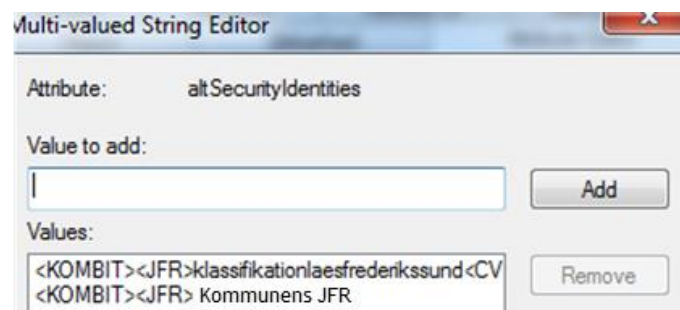 Multi-valued String Editor
Attribute: altSecurityIdentities
Value to add:
Add
Values:
<KOMBIT><JFR>klassifikationlaesfrederikssund<CV
<KOMBIT><JFR> Kommunens JFR
Remove